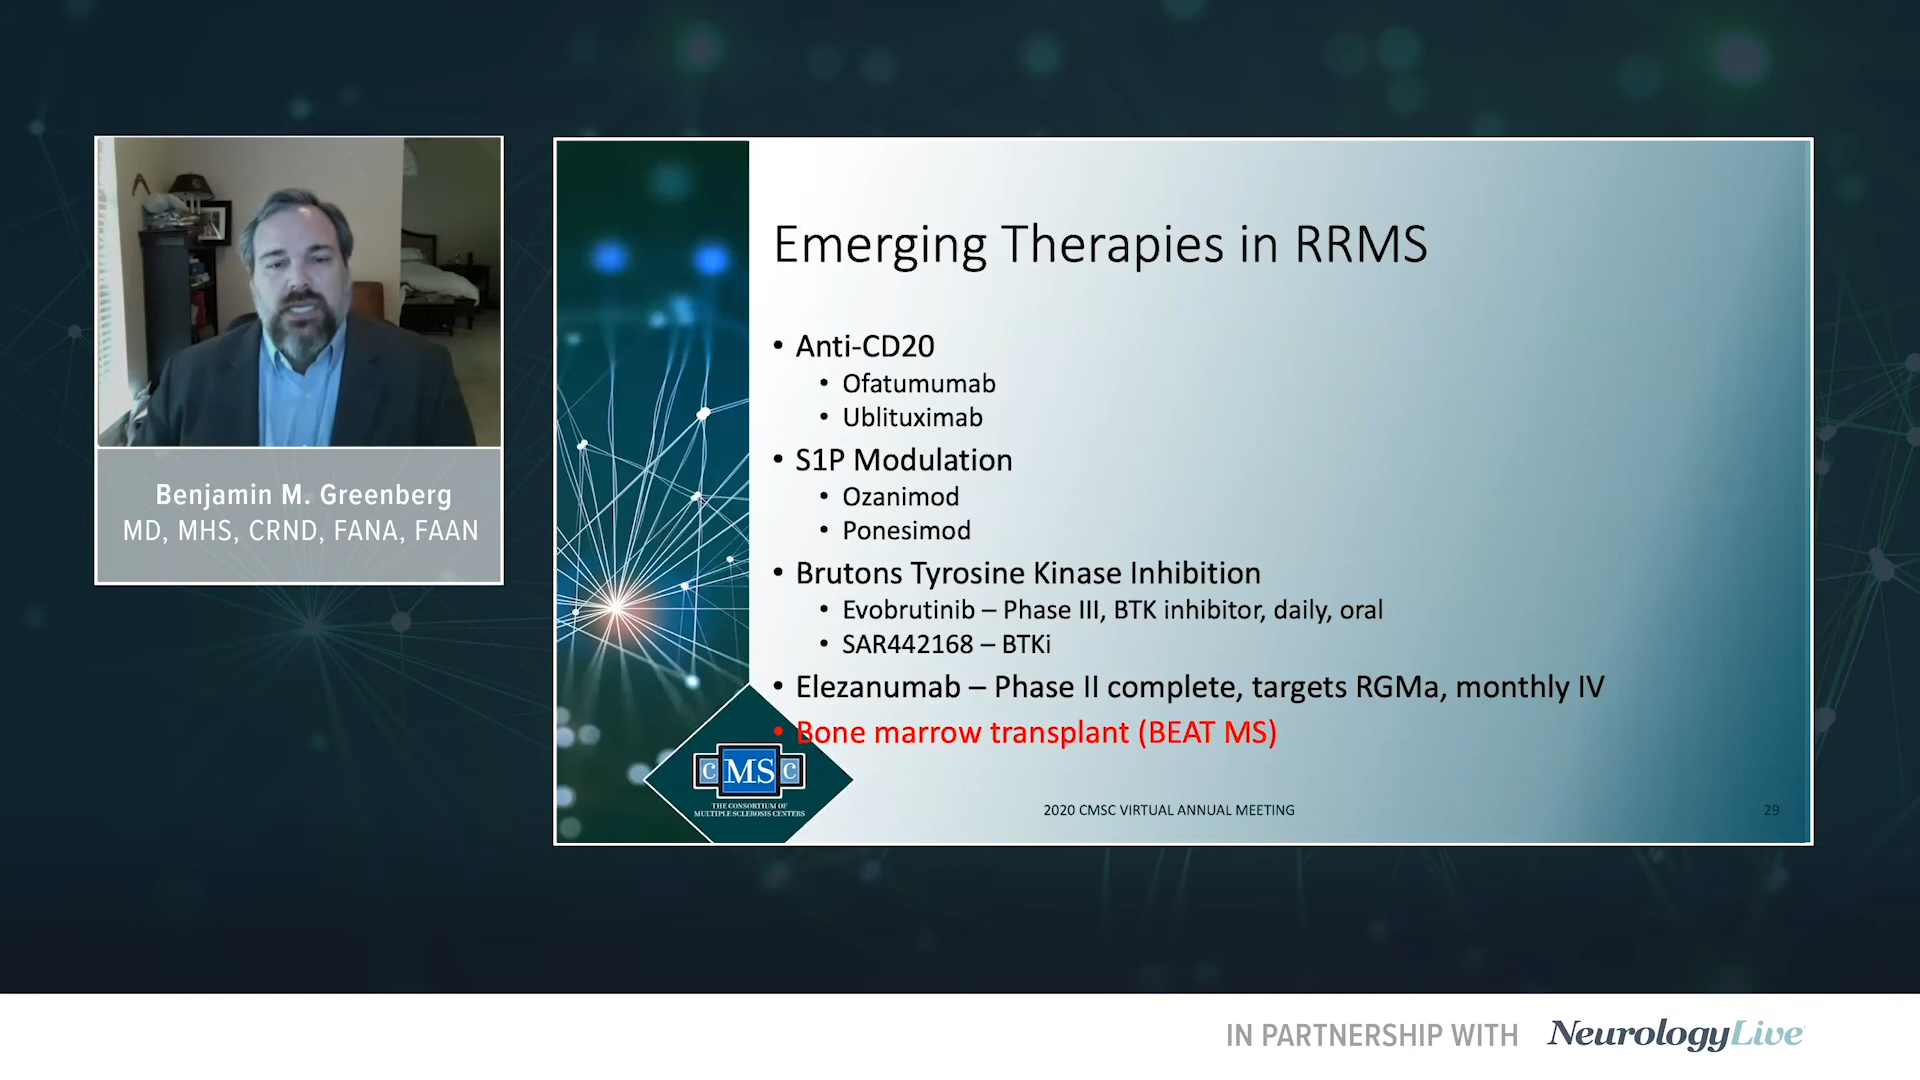 Benjamin M. Greenberg
MD, MHS, CRND, FANA, FAAN
Emerging Therapies in RRMS
• Anti-CD20
• Ofatumumab
• Ublituximab
• S1P Modulation
• Ozanimod
• Ponesimod
• Brutons Tyrosine Kinase Inhibition
• Evobrutinib – Phase III, BTK inhibitor, daily, oral
• SAR442168 – BTKi
• Elezanumab – Phase II complete, targets RGMa, monthly IV
• Bone marrow transplant (BEAT MS)
C MS C
THE CONSORTIUM OF
MULTIPLE SCLEROSIS CENTERS
2020 CMSC VIRTUAL ANNUAL MEETING
29
IN PARTNERSHIP WITH NeurologyLive